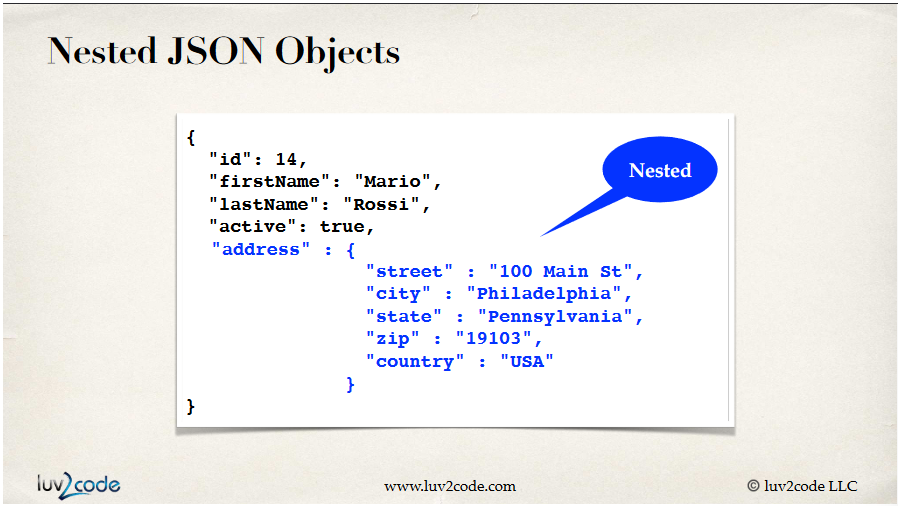 Nested JSON Objects
{
"id": 14,
"firstName": "Mario",
"lastName": "Rossi",
"active": true,
"address" : {
"street" : "100 Main St",
"city" : "Philadelphia",
"state" : "Pennsylvania",
"zip" : "19103",
"country" : "USA"
}
}
Nested
luv2code
www.luv2code.com
© luv2code LLC